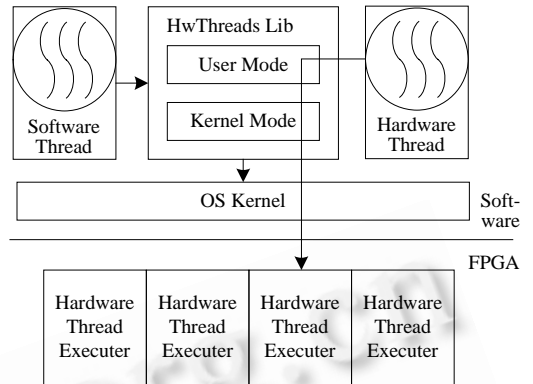 HwThreads Lib
User Mode
Kernel Mode
Software
Thread
Hardware
Thread
OS Kernel
Soft-
ware
FPGA
Hardware
Thread
Executer
Hardware
Thread
Executer
Hardware
Thread
Executer
Hardware
Thread
Executer